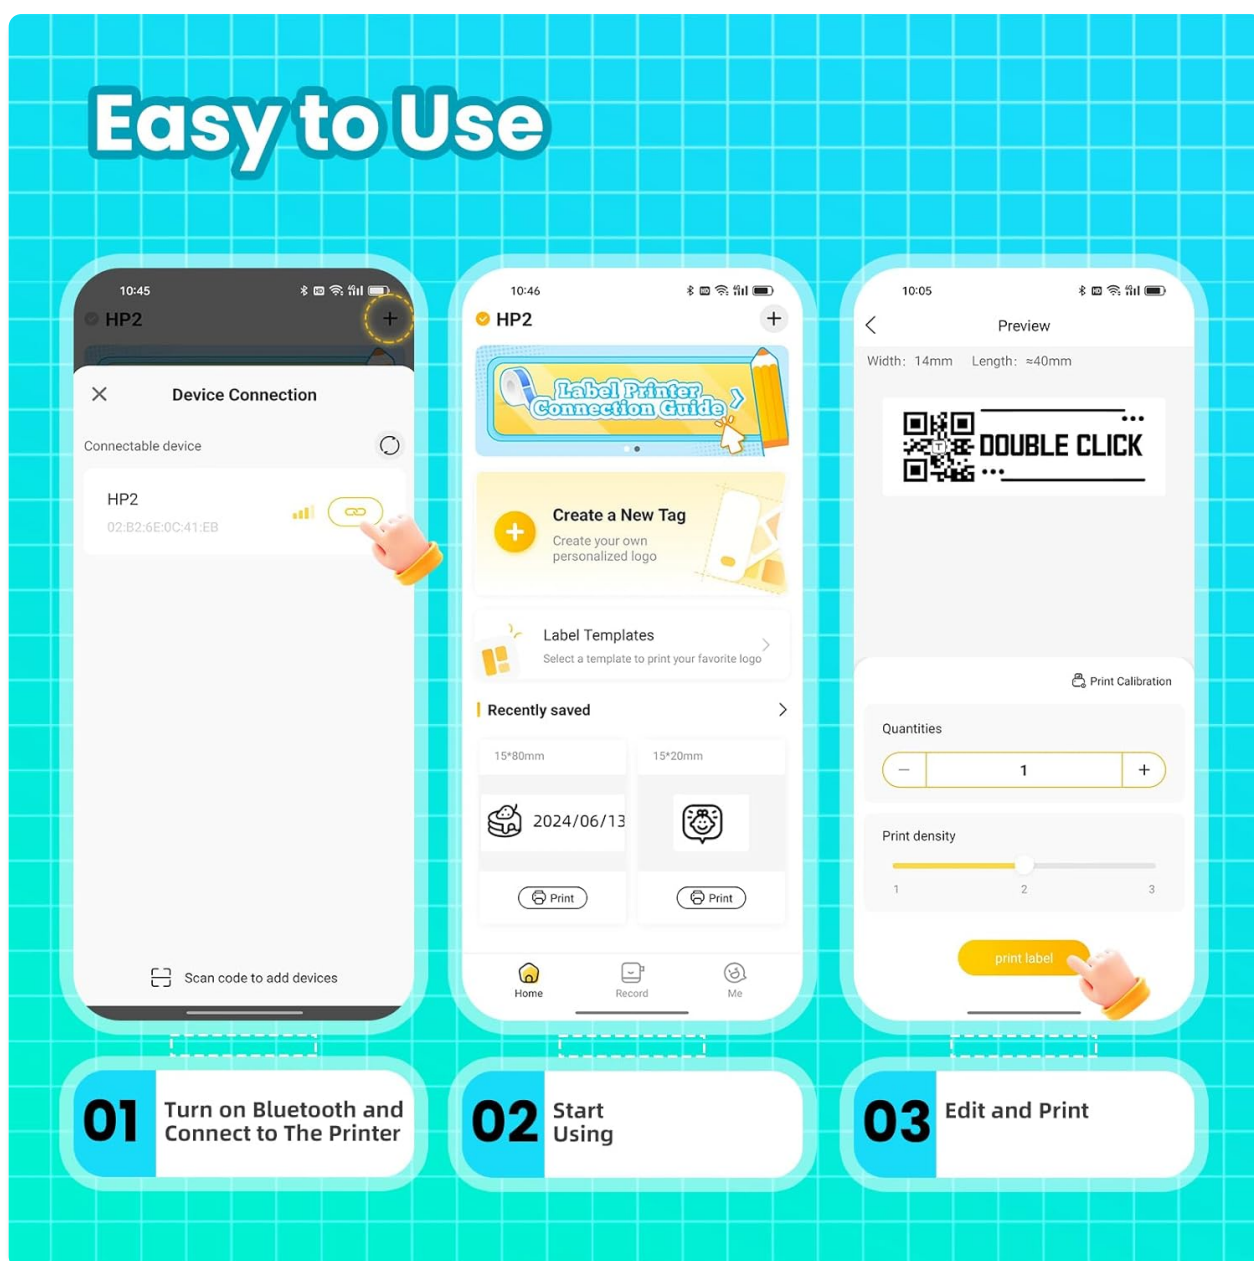 Easy to Use
10:45
HP2
+
Device Connection
Connectable device
HP2
02:B2:6E:0C:41:EB
Scan code to add devices
01
Turn on Bluetooth and
Connect to The Printer
10:46
HP2
+
Label Printer
Connection Guide
Create a New Tag
Create your own
personalized logo
Label Templates
Select a template to print your favorite logo
Recently saved
15*80mm
15*20mm
2024/06/13
Print
Print
Home
Record
Me
02
Start
Using
10:05
Preview
Width: 14mm Length: ≈40mm
T
DOUBLE CLICK
Print Calibration
Quantities
− 1 +
Print density
1 2 3
print label
03
Edit and Print